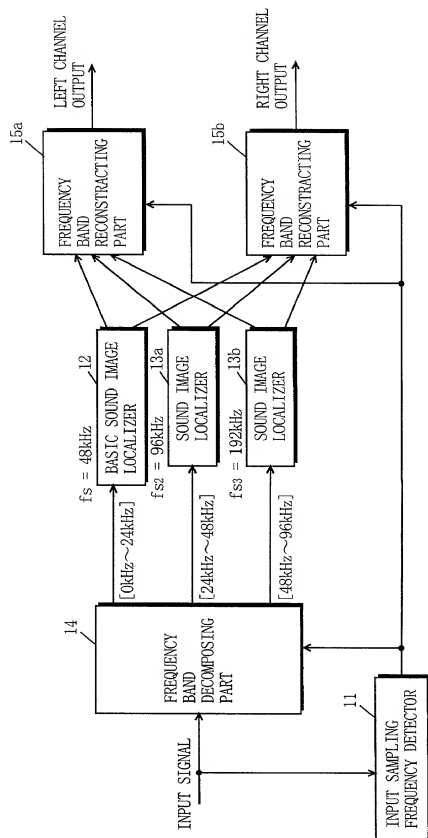 INPUT SIGNAL
11
INPUT SAMPLING
FREQUENCY DETECTOR
14
FREQUENCY
BAND
DECOMPOSING
PART
[0kHz～24kHz]
[24kHz～48kHz]
[48kHz～96kHz]
fs = 48kHz
12
BASIC SOUND IMAGE
LOCALIZER
fs2 = 96kHz
13a
SOUND IMAGE
LOCALIZER
fs3 = 192kHz
13b
SOUND IMAGE
LOCALIZER
15a
FREQUENCY
BAND
RECONSTRACTING
PART
LEFT CHANNEL
OUTPUT
15b
FREQUENCY
BAND
RECONSTRACTING
PART
RIGHT CHANNEL
OUTPUT